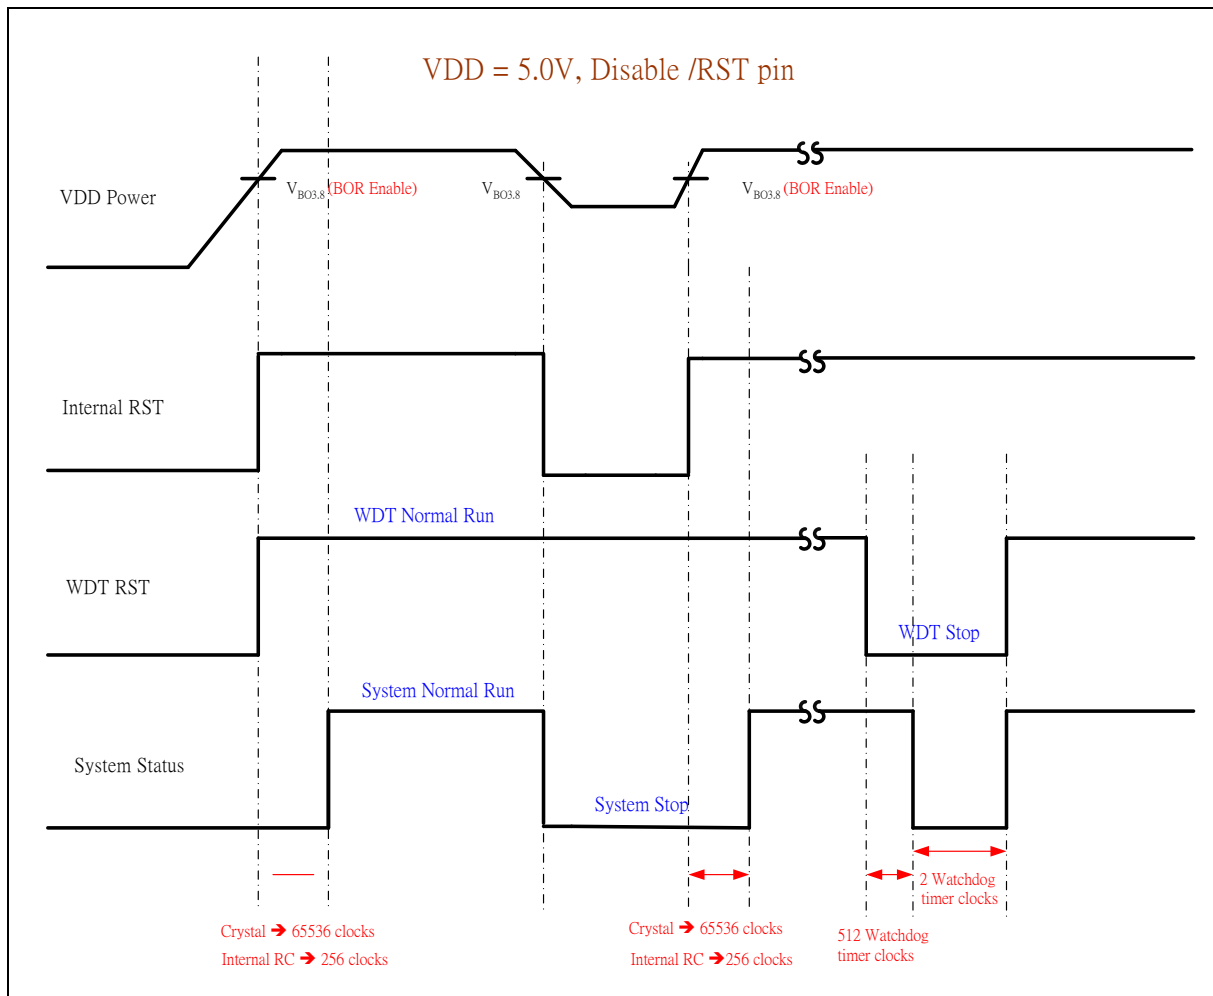 VDD = 5.0V, Disable /RST pin
VDD Power
VBO3.8 (BOR Enable)
VBO3.8
VBO3.8 (BOR Enable)
Internal RST
WDT Normal Run
WDT RST
WDT Stop
System Normal Run
System Status
System Stop
2 Watchdog
timer clocks
Crystal ➔ 65536 clocks
Internal RC ➔ 256 clocks
Crystal ➔ 65536 clocks
Internal RC ➔256 clocks
512 Watchdog
timer clocks